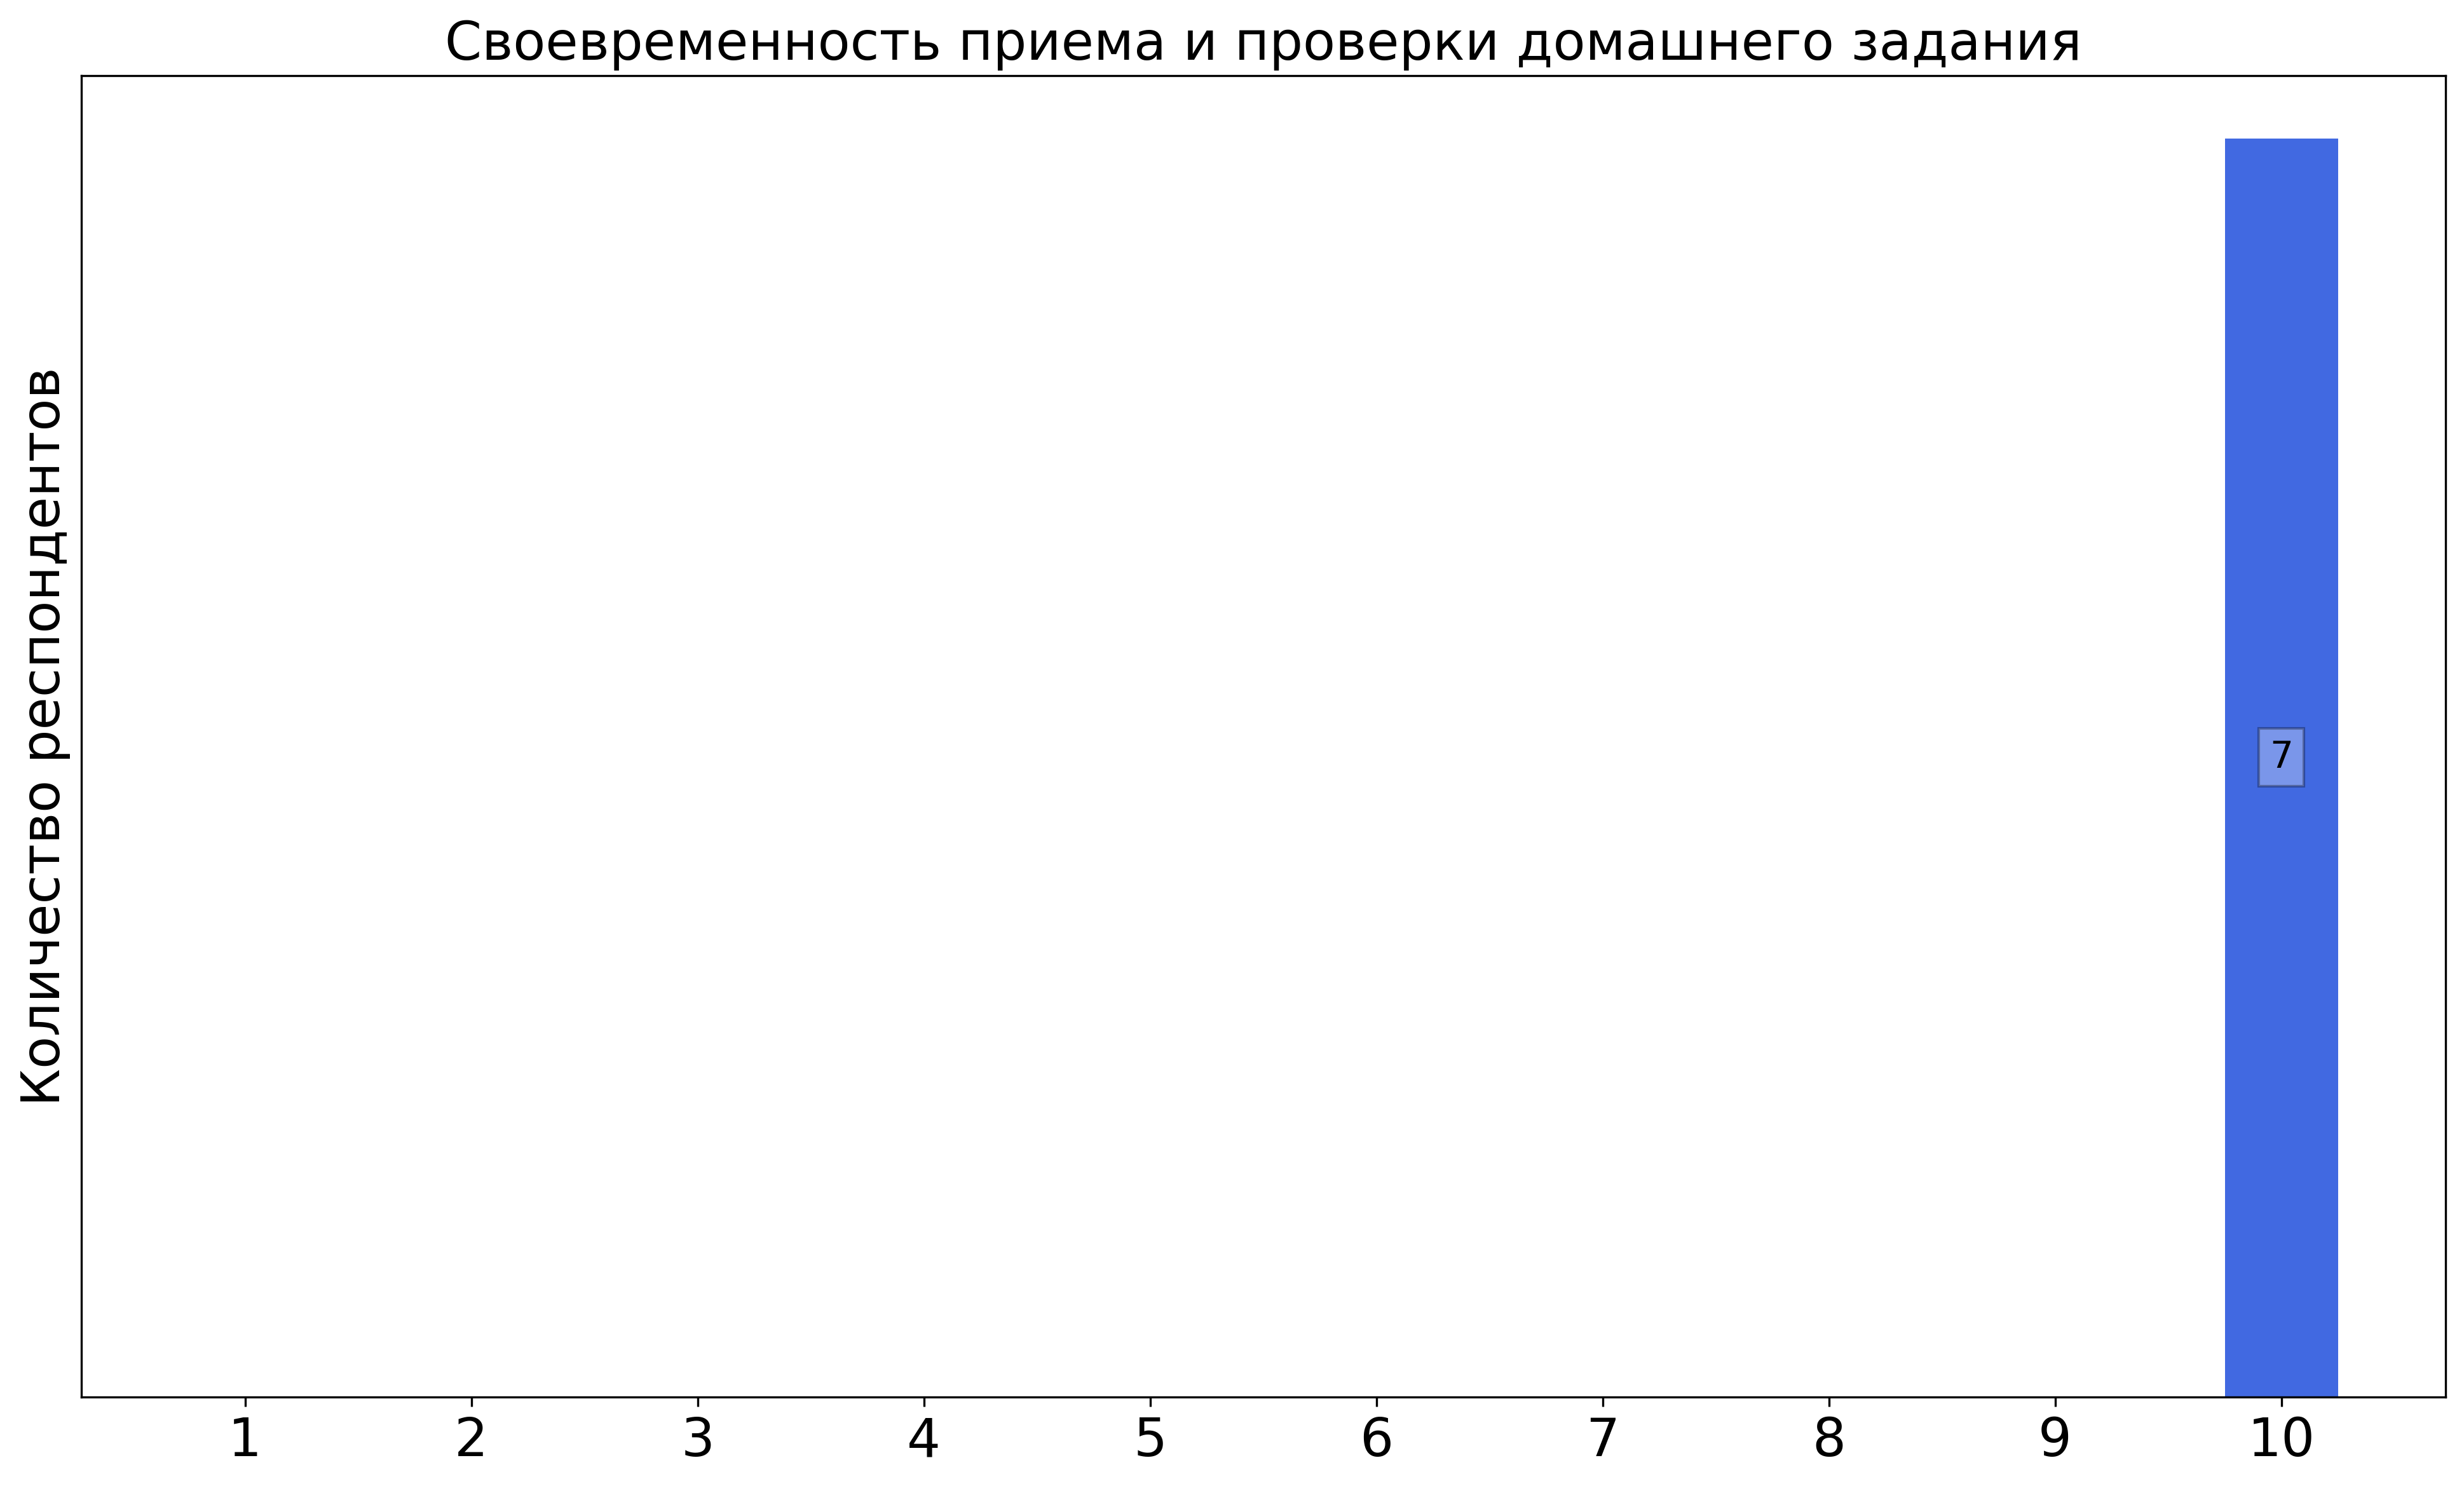 Своевременность приема и проверки домашнего задания
Количество респондентов
7
1 2 3 4 5 6 7 8 9 10